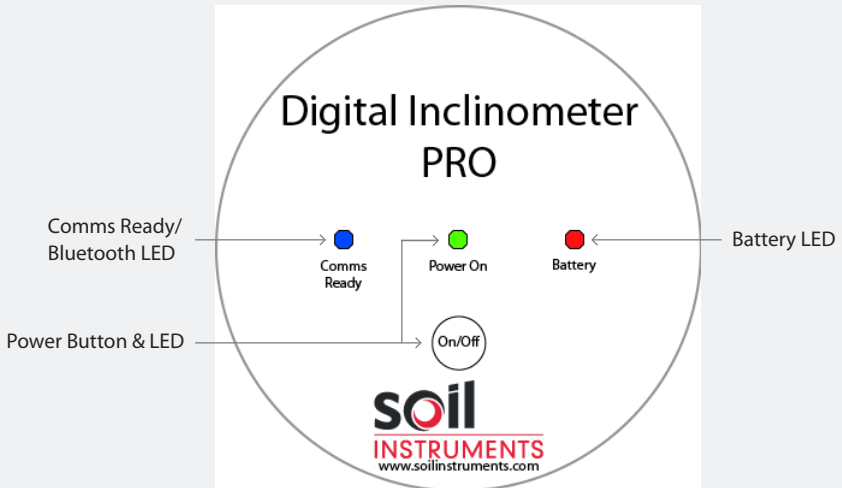 Digital Inclinometer
PRO
Comms Ready/
Bluetooth LED
Battery LED
Comms
Ready
Power On
Battery
Power Button & LED
On/Off
soil
INSTRUMENTS
www.soilinstruments.com